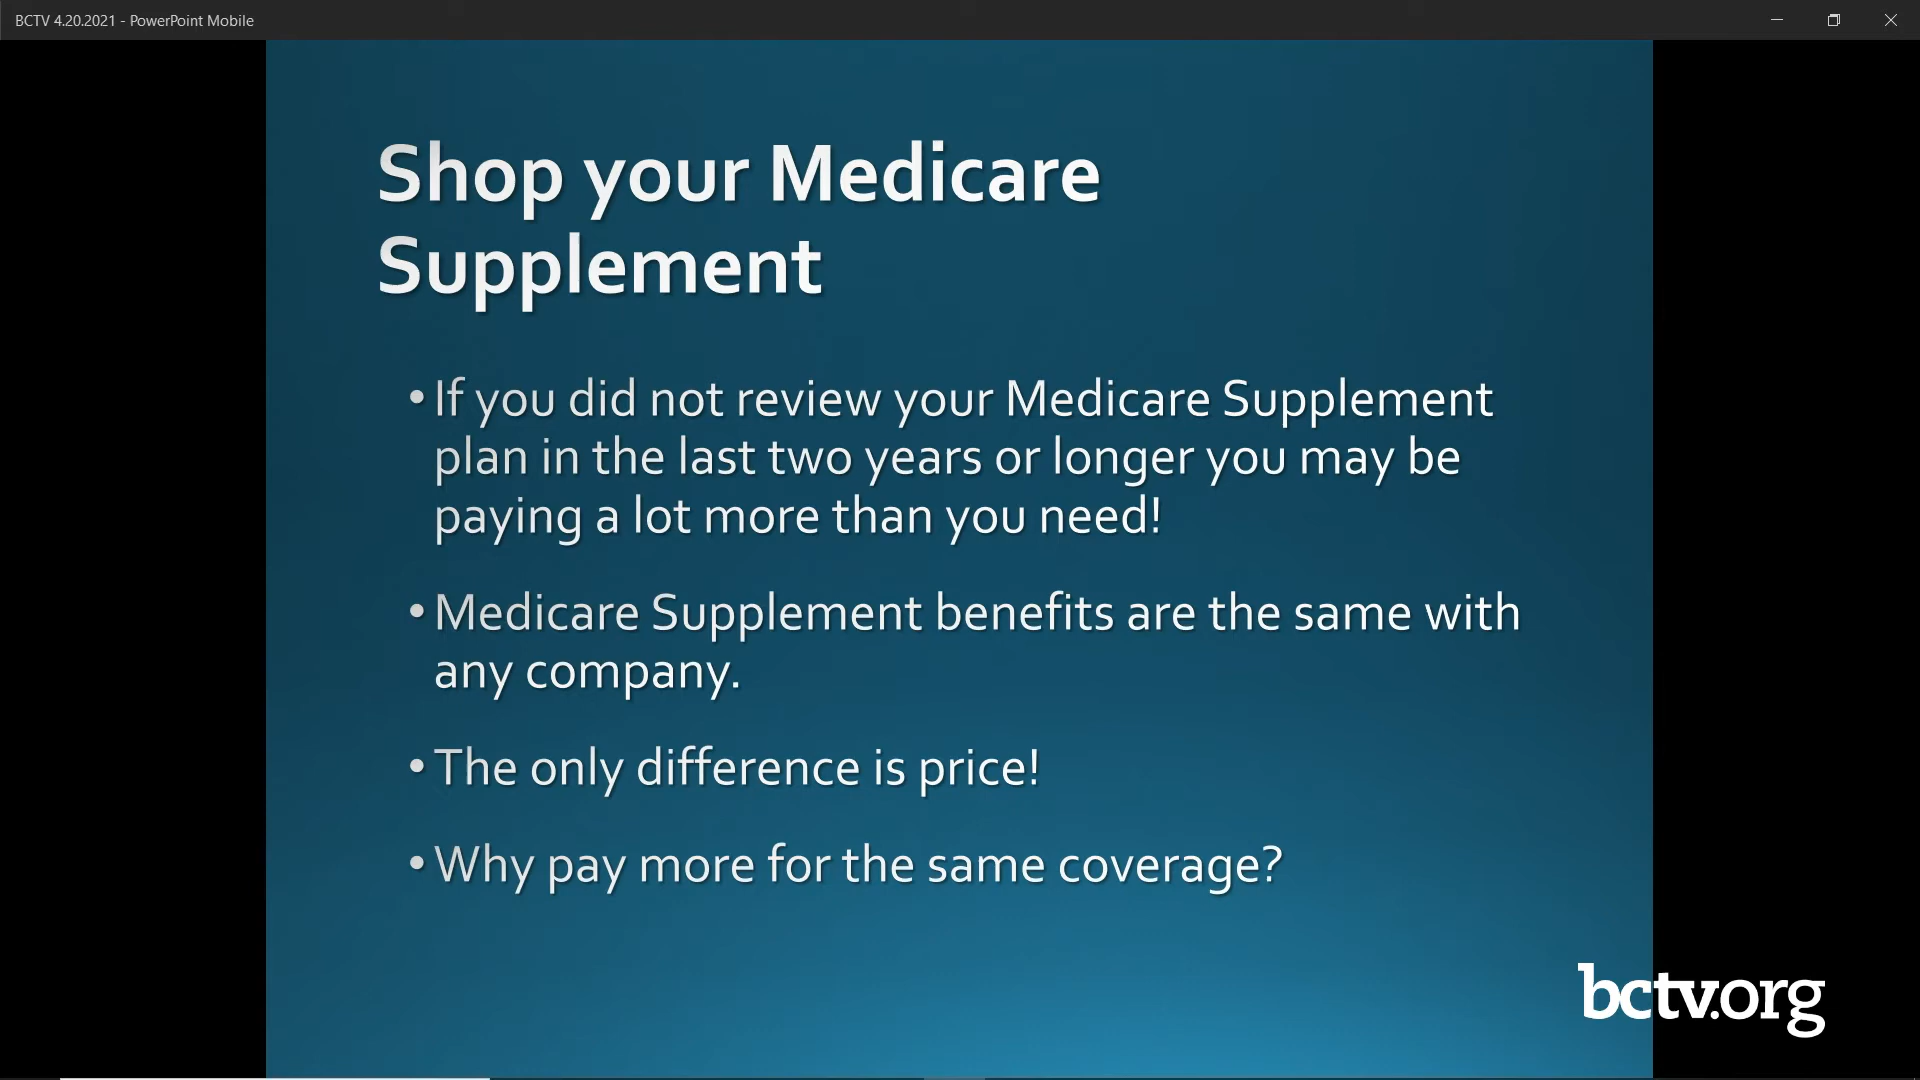 BCTV 4.20.2021 - PowerPoint Mobile
Shop your Medicare
Supplement
• If you did not review your Medicare Supplement
plan in the last two years or longer you may be
paying a lot more than you need!
• Medicare Supplement benefits are the same with
any company.
• The only difference is price!
• Why pay more for the same coverage?
bctv.org